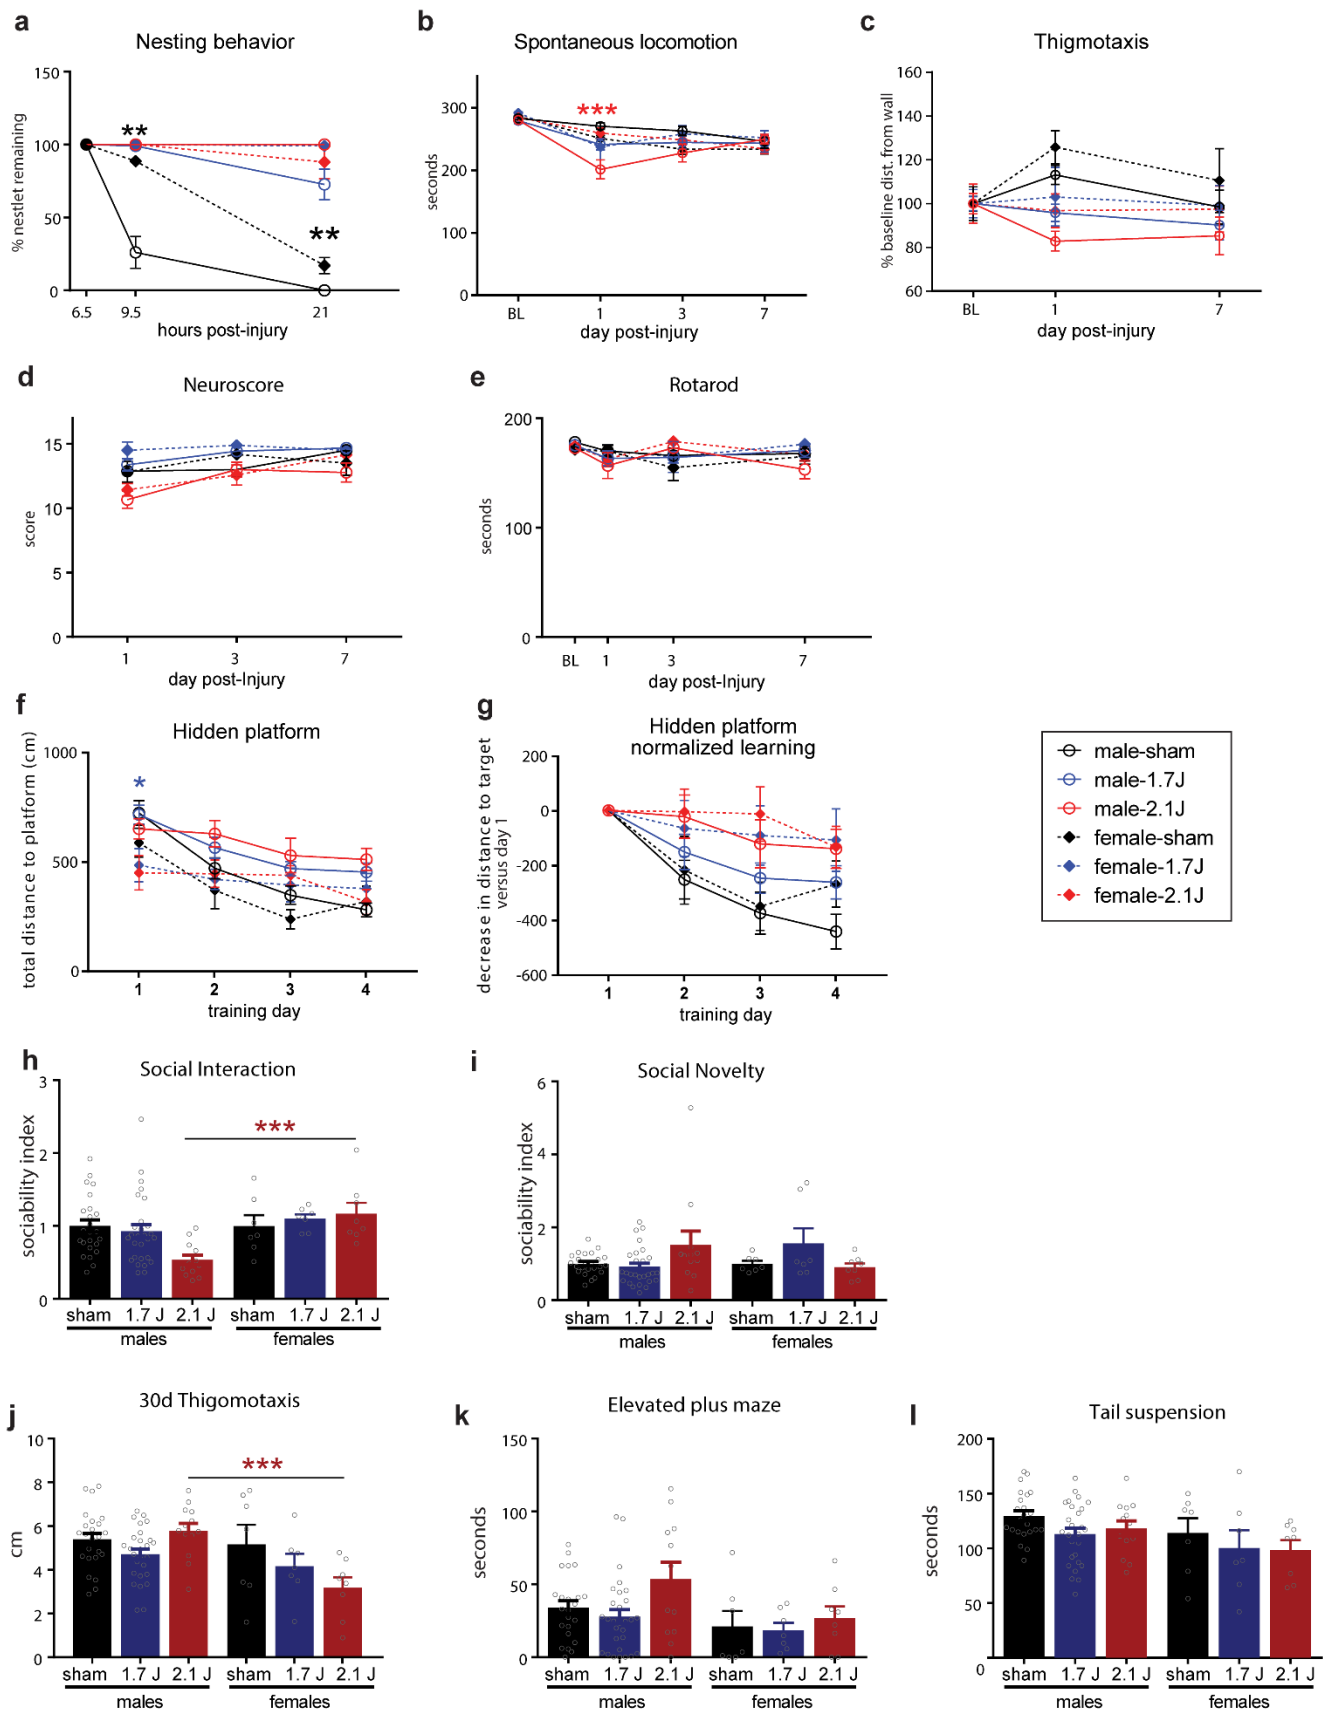 a
Nesting behavior
% nestlet remaining
150
100
50
0
**
**
6.5
9.5
21
hours post-injury
b
Spontaneous locomotion
seconds
300
200
100
0
***
BL
1
3
7
day post-injury
c
Thigmotaxis
% baseline dist. from wall
160
140
120
100
80
60
BL
1
7
day post-injury
d
Neuroscore
score
15
10
5
0
1
3
7
day post-Injury
e
Rotarod
seconds
200
100
0
BL
1
3
7
day post-Injury
f
Hidden platform
total distance to platform (cm)
1000
500
0
*
1
2
3
4
training day
g
Hidden platform
normalized learning
decrease in distance to target
versus day 1
200
0
-200
-400
-600
1
2
3
4
training day
male-sham
male-1.7J
male-2.1J
female-sham
female-1.7J
female-2.1J
h
Social Interaction
sociability index
3
2
1
0
***
sham 1.7 J 2.1 J sham 1.7 J 2.1 J
males females
i
Social Novelty
sociability index
6
4
2
0
sham 1.7 J 2.1 J sham 1.7 J 2.1 J
males females
j
30d Thigomotaxis
cm
10
8
6
4
2
0
***
sham 1.7 J 2.1 J sham 1.7 J 2.1 J
males females
k
Elevated plus maze
seconds
150
100
50
0
sham 1.7 J 2.1 J sham 1.7 J 2.1 J
males females
l
Tail suspension
seconds
200
150
100
50
0
sham 1.7 J 2.1 J sham 1.7 J 2.1 J
males females